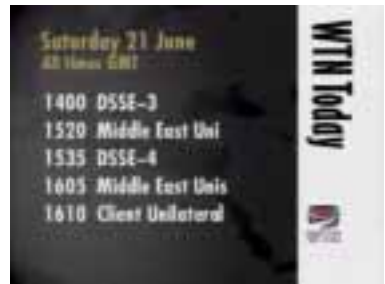 Saturday 21 June
All times GMT
1400 DSSE-3
1520 Middle East Uni
1535 DSSE-4
1605 Middle East Unis
1610 Client Unilateral
WTN Today